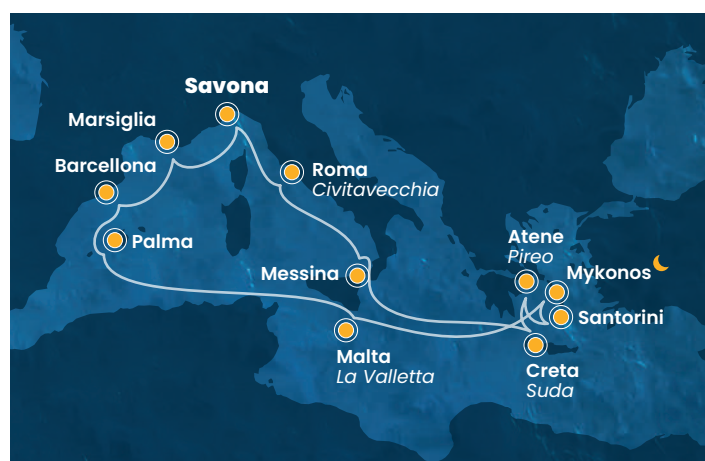 Savona
Marsiglia
Barcellona
Roma
Civitavecchia
Palma
Atene
Pireo
Messina
Mykonos
Santorini
Malta
La Valletta
Creta
Suda